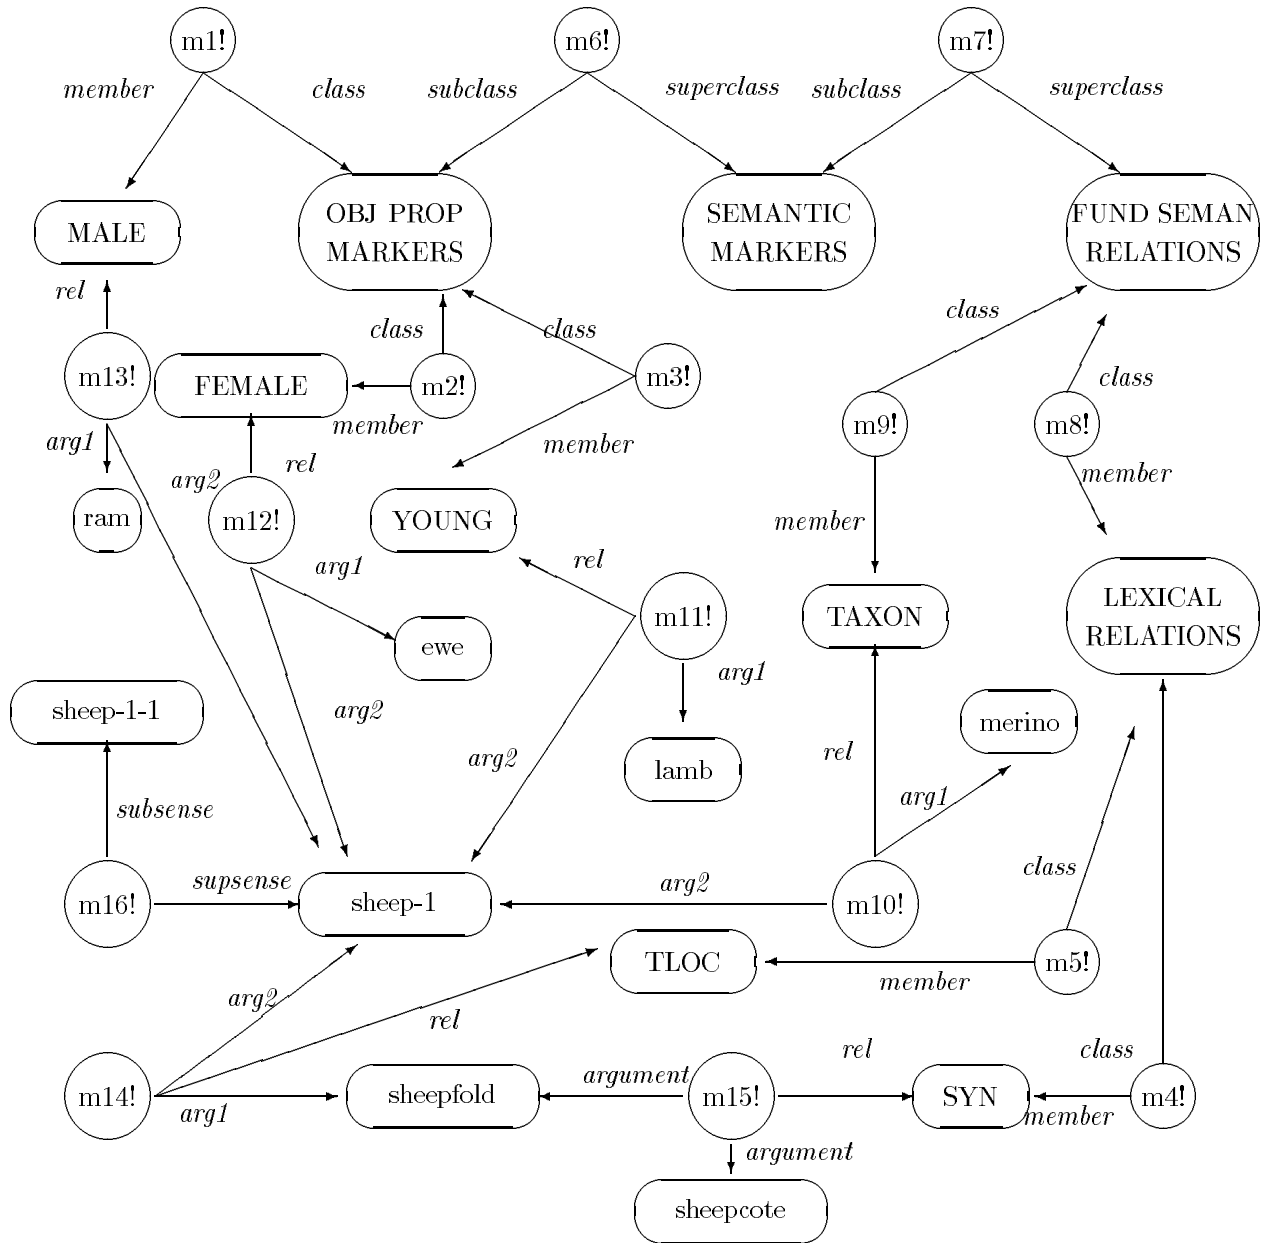 m1!
m6!
m7!
member
class
subclass
superclass
subclass
superclass
MALE
OBJ PROP
MARKERS
SEMANTIC
MARKERS
FUND SEMAN
RELATIONS
rel
class
class
class
class
m13!
FEMALE
m2!
m3!
m9!
m8!
arg1
member
member
member
arg2
rel
ram
m12!
YOUNG
member
arg1
rel
m11!
TAXON
LEXICAL
RELATIONS
ewe
arg1
sheep-1-1
arg2
merino
rel
arg2
lamb
arg1
subsense
class
m16!
supsense
sheep-1
arg2
m10!
TLOC
m5!
member
arg2
rel
rel
class
m14!
arg1
sheepfold
argument
m15!
SYN
member
m4!
argument
sheepcote